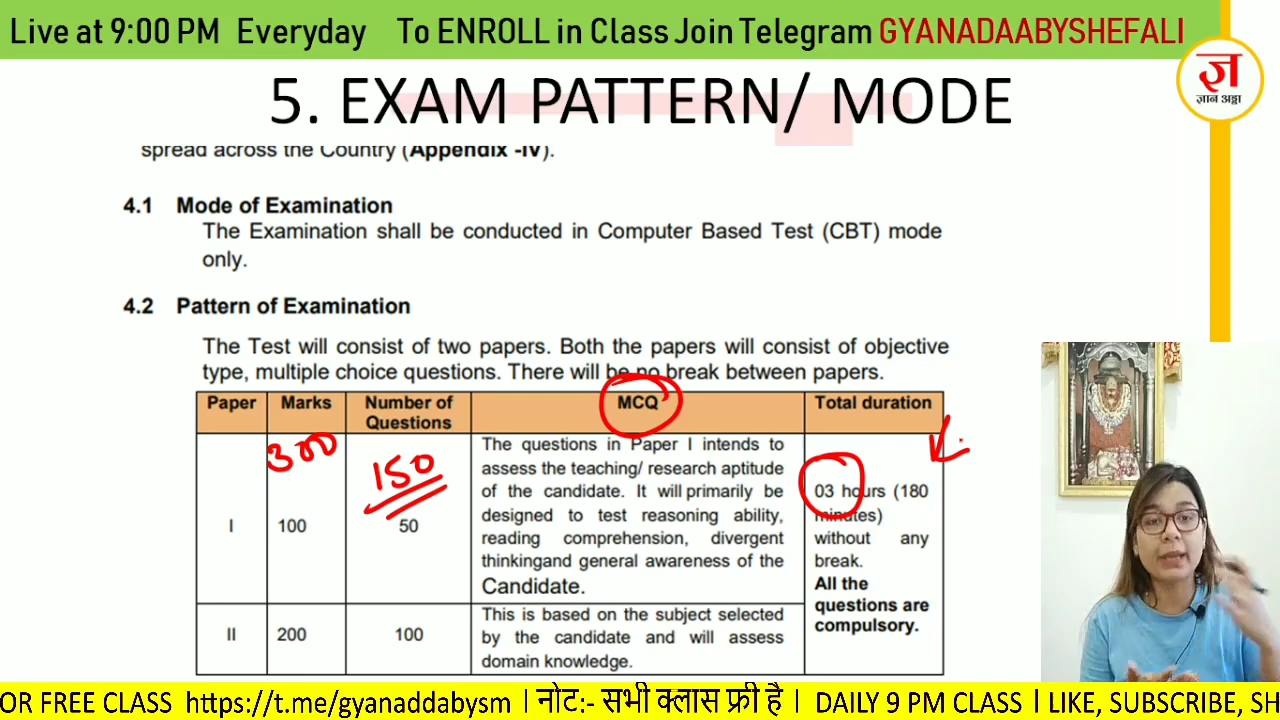 Live at 9:00 PM Everyday To ENROLL in Class Join Telegram GYANADAABYSHEFALI
ज्ञ
ज्ञान अड्डा
5. EXAM PATTERN/ MODE
spread across the Country (Appendix -IV).
4.1 Mode of Examination
The Examination shall be conducted in Computer Based Test (CBT) mode
only.
4.2 Pattern of Examination
The Test will consist of two papers. Both the papers will consist of objective
type, multiple choice questions. There will be no break between papers.
Paper Marks Number of Questions MCQ Total duration
300
150
I 100 50
The questions in Paper I intends to
assess the teaching/ research aptitude
of the candidate. It will primarily be
designed to test reasoning ability,
reading comprehension, divergent
thinkingand general awareness of the
Candidate.
03 hours (180
minutes)
without any
break.
All the
questions are
compulsory.
II 200 100
This is based on the subject selected
by the candidate and will assess
domain knowledge.
OR FREE CLASS https://t.me/gyanaddabysm । नोट:- सभी क्लास फ्री है । DAILY 9 PM CLASS । LIKE, SUBSCRIBE, SH